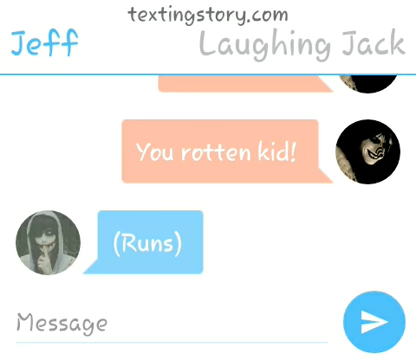 textingstory.com
Jeff
Laughing Jack
You rotten kid!
(Runs)
Message